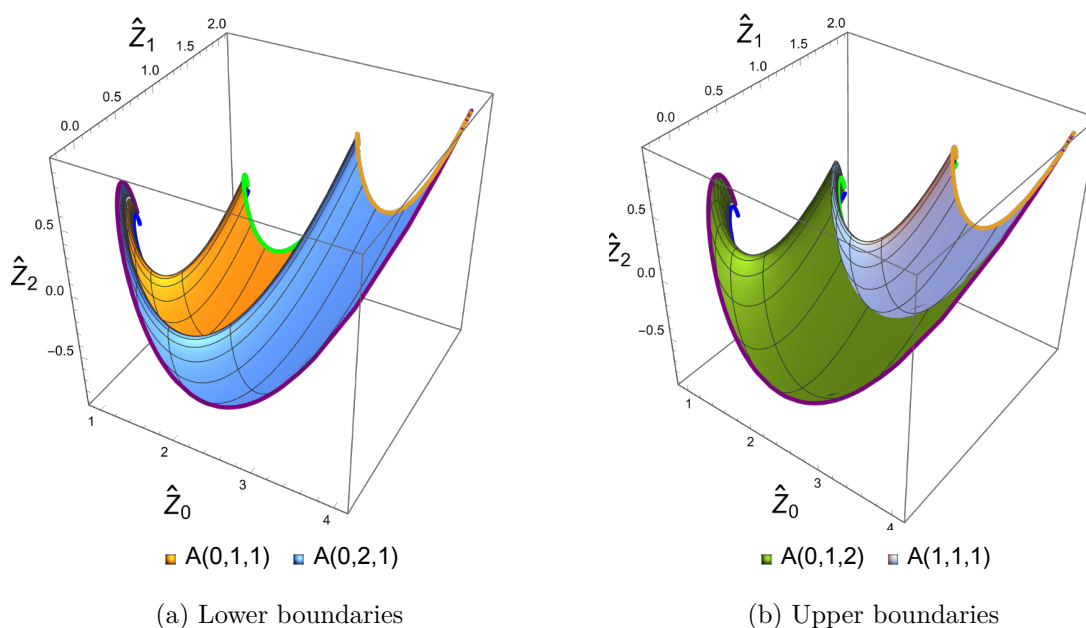 Ẑ₁
0.0
0.5
1.0
1.5
2.0
Ẑ₂
0.5
0.0
−0.5
1
2
3
4
Ẑ₀
A(0,1,1) A(0,2,1)
(a) Lower boundaries
Ẑ₁
0.0
0.5
1.0
1.5
2.0
Ẑ₂
0.5
0.0
−0.5
1
2
3
4
Ẑ₀
A(0,1,2) A(1,1,1)
(b) Upper boundaries